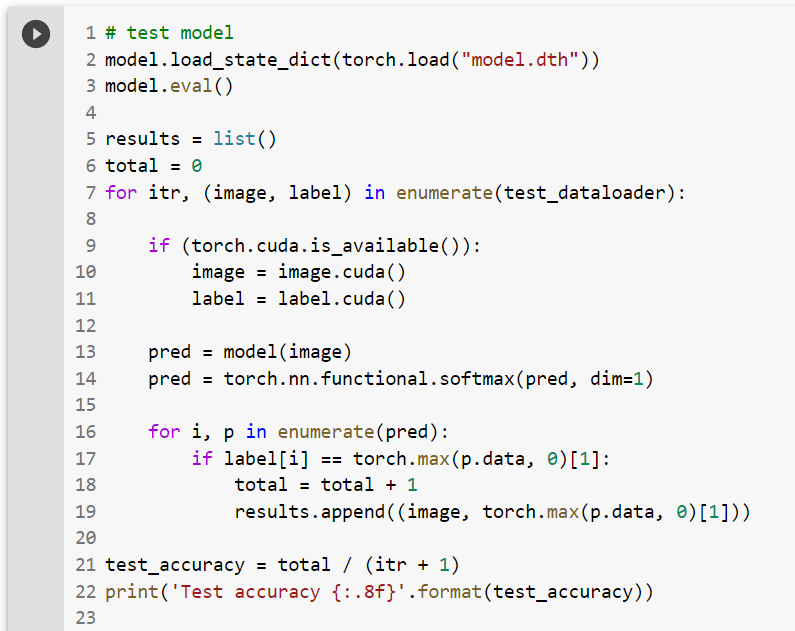 1 # test model
2 model.load_state_dict(torch.load("model.dth"))
3 model.eval()
4
5 results = list()
6 total = 0
7 for itr, (image, label) in enumerate(test_dataloader):
8
9     if (torch.cuda.is_available()):
10         image = image.cuda()
11         label = label.cuda()
12
13     pred = model(image)
14     pred = torch.nn.functional.softmax(pred, dim=1)
15
16     for i, p in enumerate(pred):
17         if label[i] == torch.max(p.data, 0)[1]:
18             total = total + 1
19             results.append((image, torch.max(p.data, 0)[1]))
20
21 test_accuracy = total / (itr + 1)
22 print('Test accuracy {:.8f}'.format(test_accuracy))
23